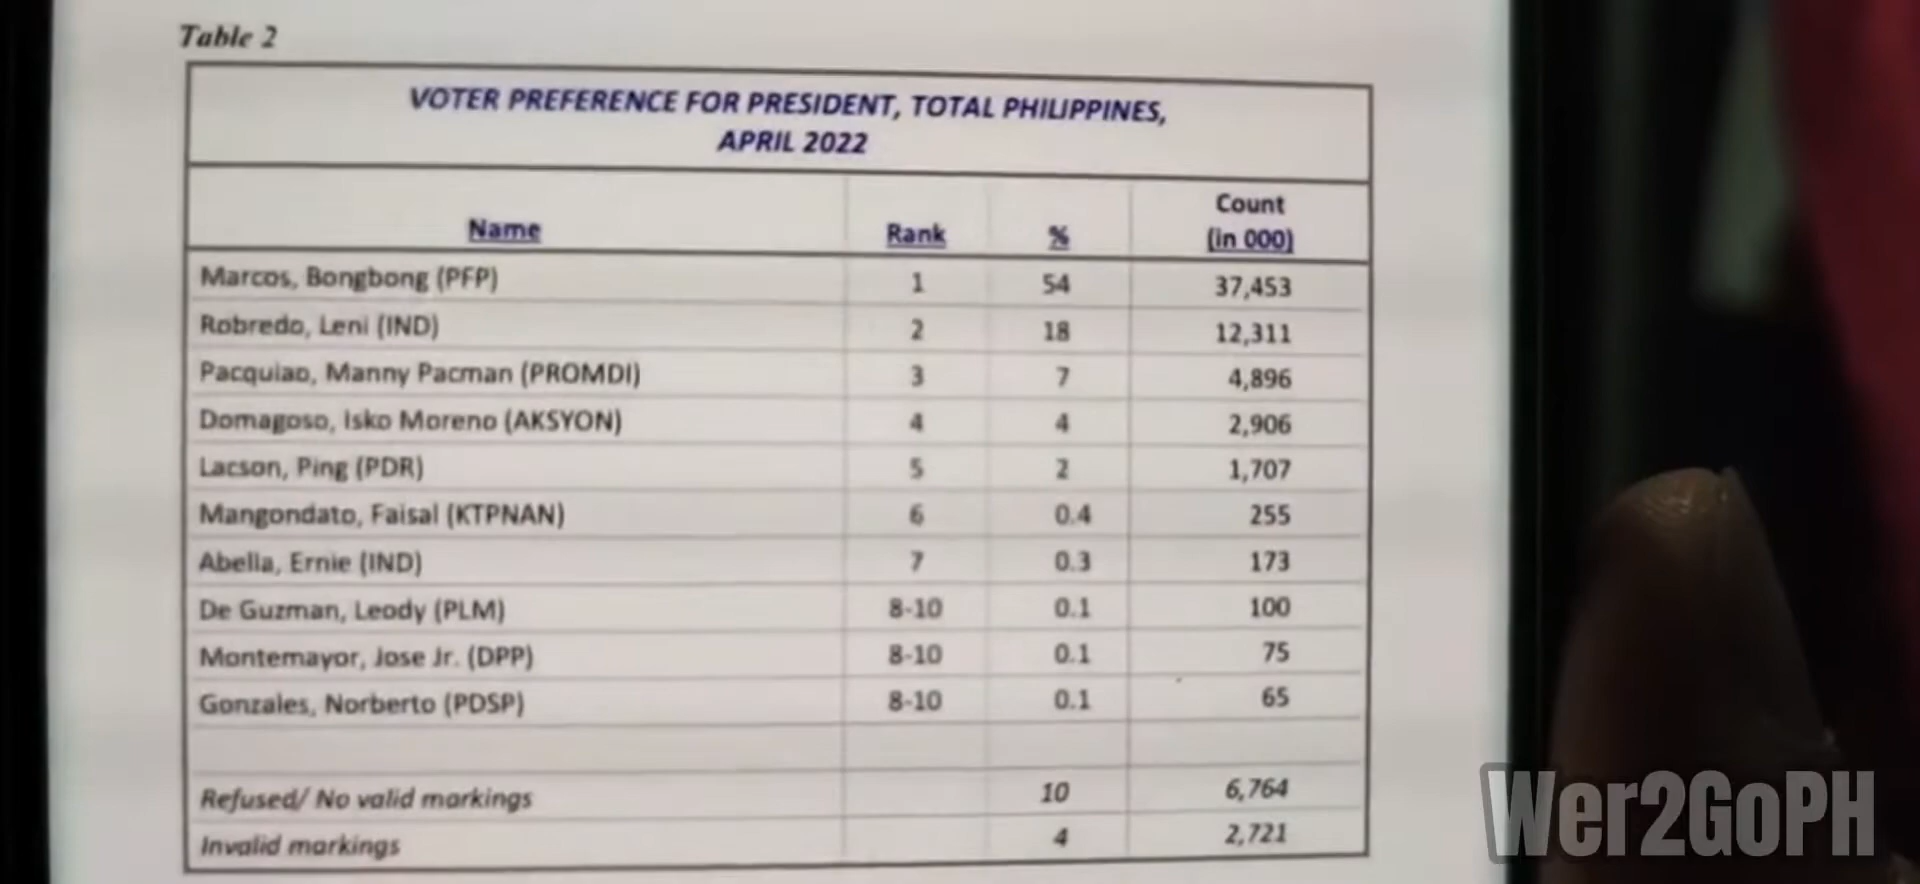 Table 2
VOTER PREFERENCE FOR PRESIDENT, TOTAL PHILIPPINES,
APRIL 2022
Name Rank % Count (in 000)
Marcos, Bongbong (PFP) 1 54 37,453
Robredo, Leni (IND) 2 18 12,311
Pacquiao, Manny Pacman (PROMDI) 3 7 4,896
Domagoso, Isko Moreno (AKSYON) 4 4 2,906
Lacson, Ping (PDR) 5 2 1,707
Mangondato, Faisal (KTPNAN) 6 0.4 255
Abella, Ernie (IND) 7 0.3 173
De Guzman, Leody (PLM) 8-10 0.1 100
Montemayor, Jose Jr. (DPP) 8-10 0.1 75
Gonzales, Norberto (PDSP) 8-10 0.1 65
Refused/ No valid markings 10 6,764
Invalid markings 4 2,721
Wer2GoPH